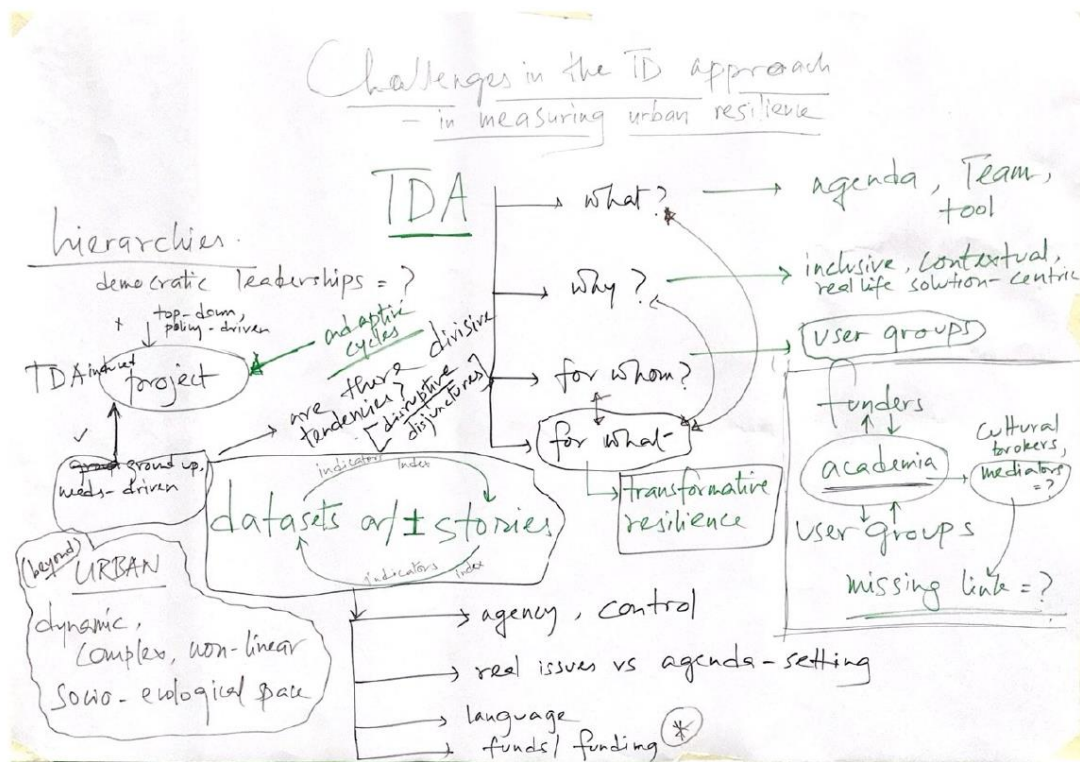 Challenges in the TD approach
- in measuring urban resilience
TDA
what?
agenda, Team,
tool
why?
inclusive, contextual,
real life solution-centric
for whom?
user groups
for what-
transformative
resilience
hierarchies.
democratic leaderships = ?
top-down,
policy-driven
TDA induced project
adaptive
cycles
ground up,
needs-driven
are there divisive
tendencies?
[disruptive
disjunctures]
indicators index
datasets or/± stories
indicators index
(beyond)
URBAN
dynamic,
complex, non-linear
socio-ecological space
agency, control
real issues vs agenda-setting
language
funds/ funding *
funders
academia
user groups
cultural
brokers,
mediators
= ?
missing link = ?